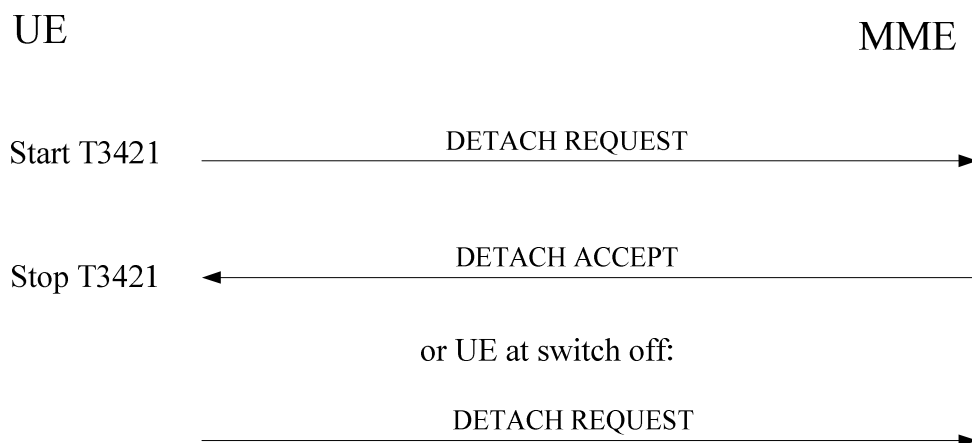 UE
MME
Start T3421
DETACH REQUEST
Stop T3421
DETACH ACCEPT
or UE at switch off:
DETACH REQUEST